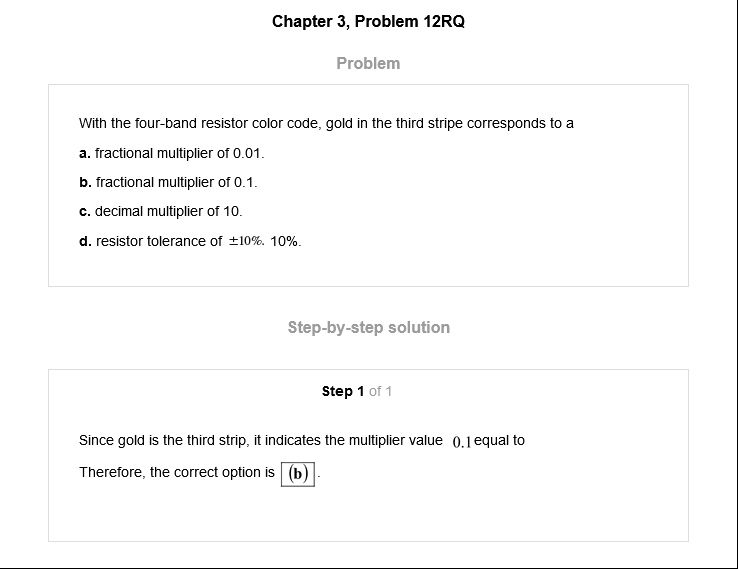 Chapter 3, Problem 12RQ
Problem
With the four-band resistor color code, gold in the third stripe corresponds to a
a. fractional multiplier of 0.01.
b. fractional multiplier of 0.1.
c. decimal multiplier of 10.
d. resistor tolerance of ±10%. 10%.
Step-by-step solution
Step 1 of 1
Since gold is the third strip, it indicates the multiplier value 0.1 equal to
Therefore, the correct option is (b).